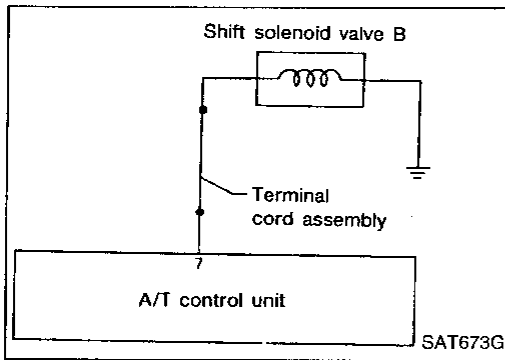 Shift solenoid valve B
Terminal
cord assembly
7
A/T control unit
SAT673G